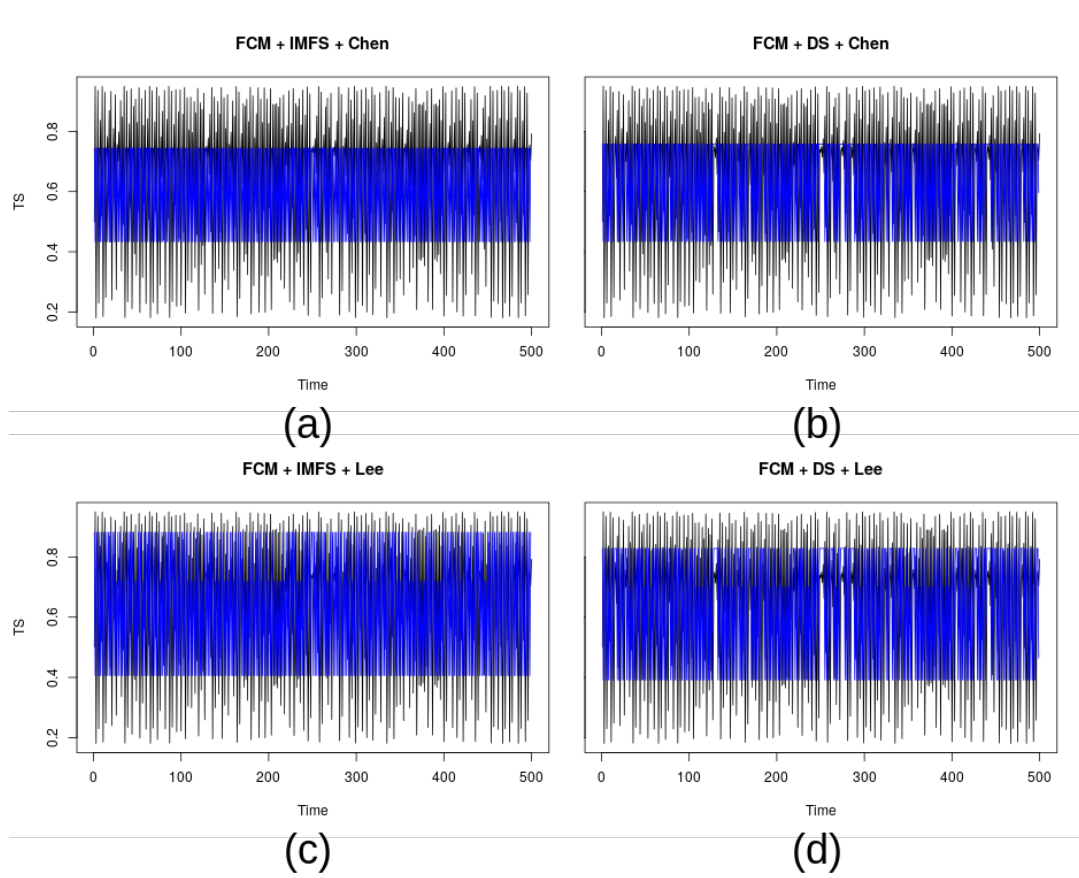 FCM + IMFS + Chen
TS
0.8
0.6
0.4
0.2
0 100 200 300 400 500
Time
(a)
FCM + DS + Chen
0 100 200 300 400 500
Time
(b)
FCM + IMFS + Lee
TS
0.8
0.6
0.4
0.2
0 100 200 300 400 500
Time
(c)
FCM + DS + Lee
0 100 200 300 400 500
Time
(d)